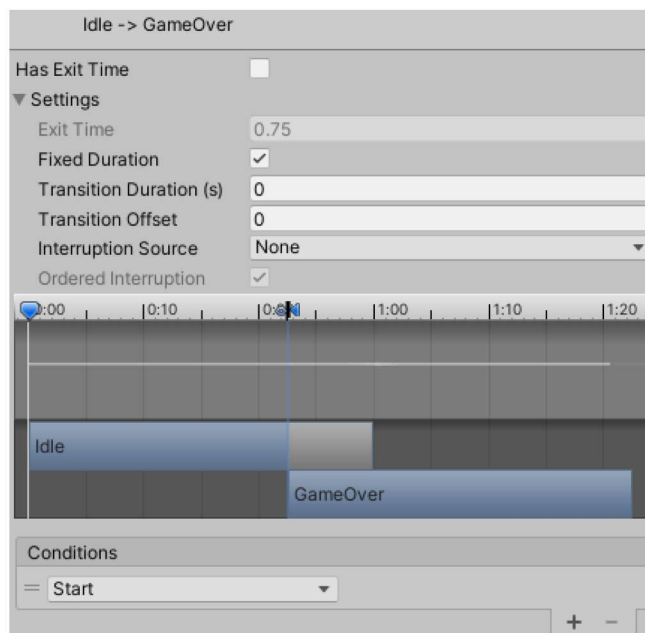 Idle -> GameOver
Has Exit Time
Settings
Exit Time 0.75
Fixed Duration
Transition Duration (s) 0
Transition Offset 0
Interruption Source None
Ordered Interruption
0:10 1:00 1:10 1:20
Idle
GameOver
Conditions
Start